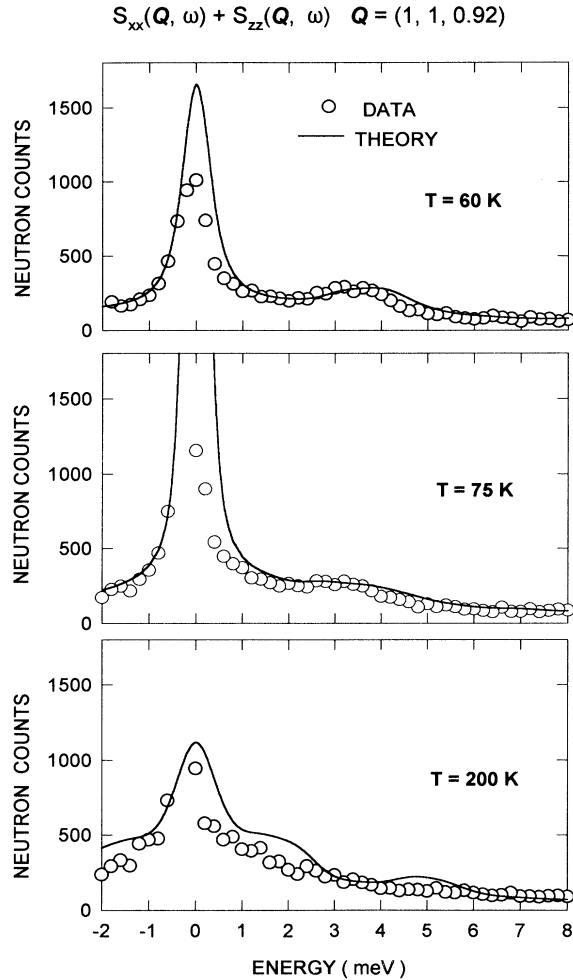 S_xx(Q, ω) + S_zz(Q, ω) Q = (1, 1, 0.92)
1500
DATA
THEORY
1000
T = 60 K
500
0
NEUTRON COUNTS
1500
1000
T = 75 K
500
0
NEUTRON COUNTS
1500
1000
T = 200 K
500
0
NEUTRON COUNTS
-2 -1 0 1 2 3 4 5 6 7 8
ENERGY ( meV )